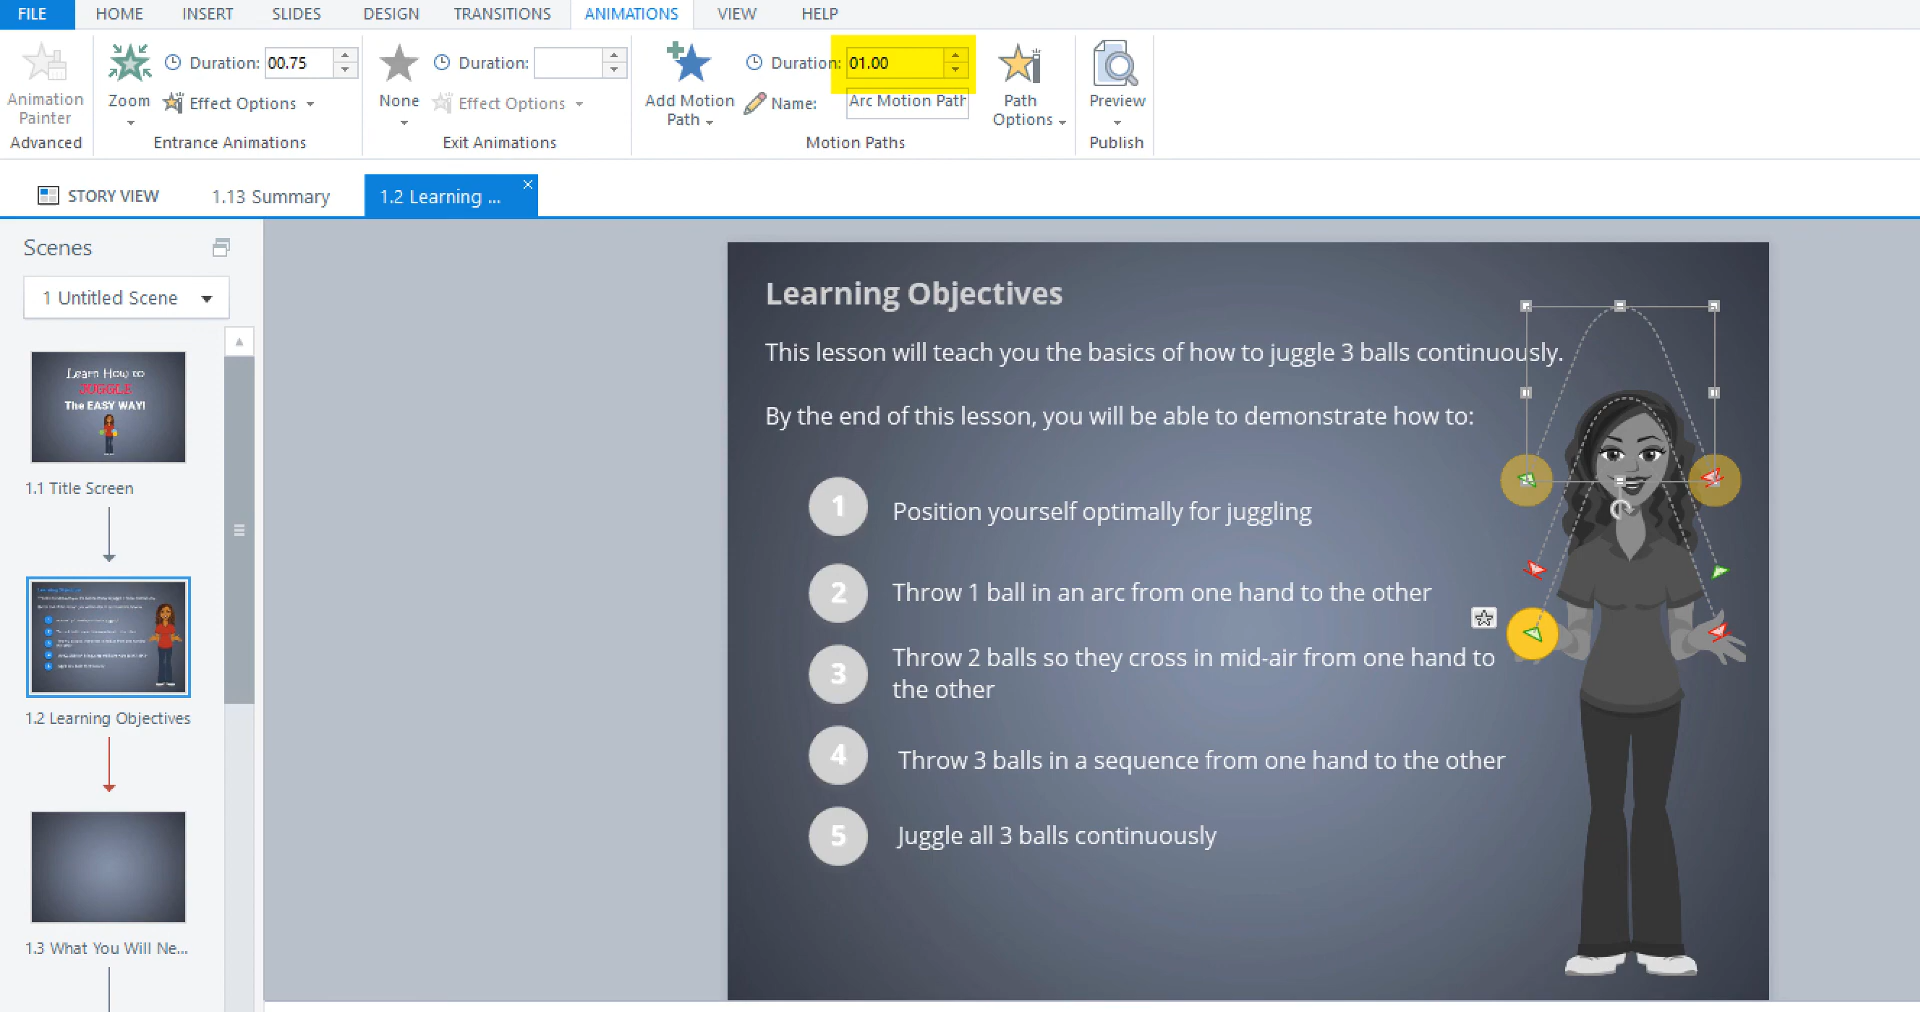 FILE HOME INSERT SLIDES DESIGN TRANSITIONS ANIMATIONS VIEW HELP
Animation
Painter
Advanced
Zoom
Duration: 00.75
Effect Options
Entrance Animations
None
Duration:
Effect Options
Exit Animations
Add Motion
Path
Duration: 01.00
Name: Arc Motion Path
Motion Paths
Path
Options
Preview
Publish
STORY VIEW 1.13 Summary 1.2 Learning ...
Scenes
1 Untitled Scene
Learn How to
JUGGLE
The EASY WAY!
1.1 Title Screen
1.2 Learning Objectives
1.3 What You Will Ne...
Learning Objectives
This lesson will teach you the basics of how to juggle 3 balls continuously.
By the end of this lesson, you will be able to demonstrate how to:
1 Position yourself optimally for juggling
2 Throw 1 ball in an arc from one hand to the other
3 Throw 2 balls so they cross in mid-air from one hand to
the other
4 Throw 3 balls in a sequence from one hand to the other
5 Juggle all 3 balls continuously